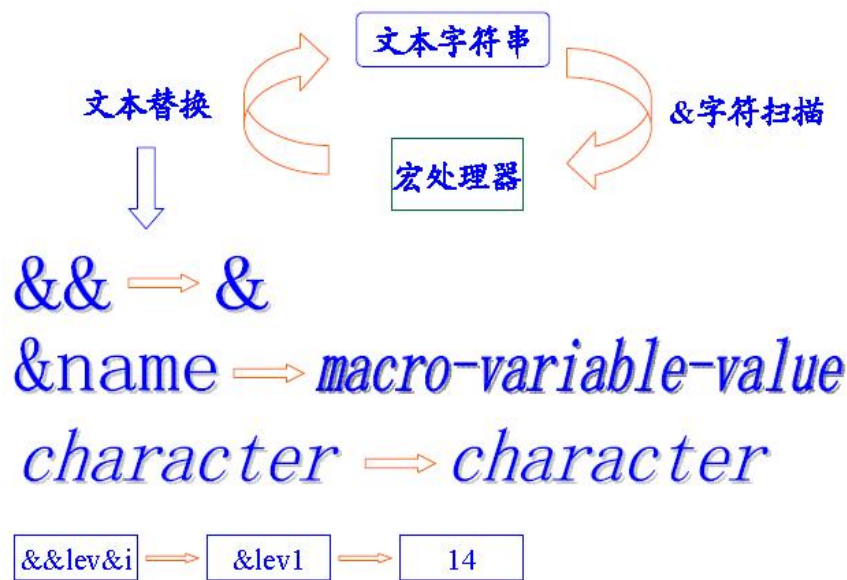 文本字符串
文本替换
&字符扫描
宏处理器
&& &
&name macro-variable-value
character character
&&lev&i &lev1 14